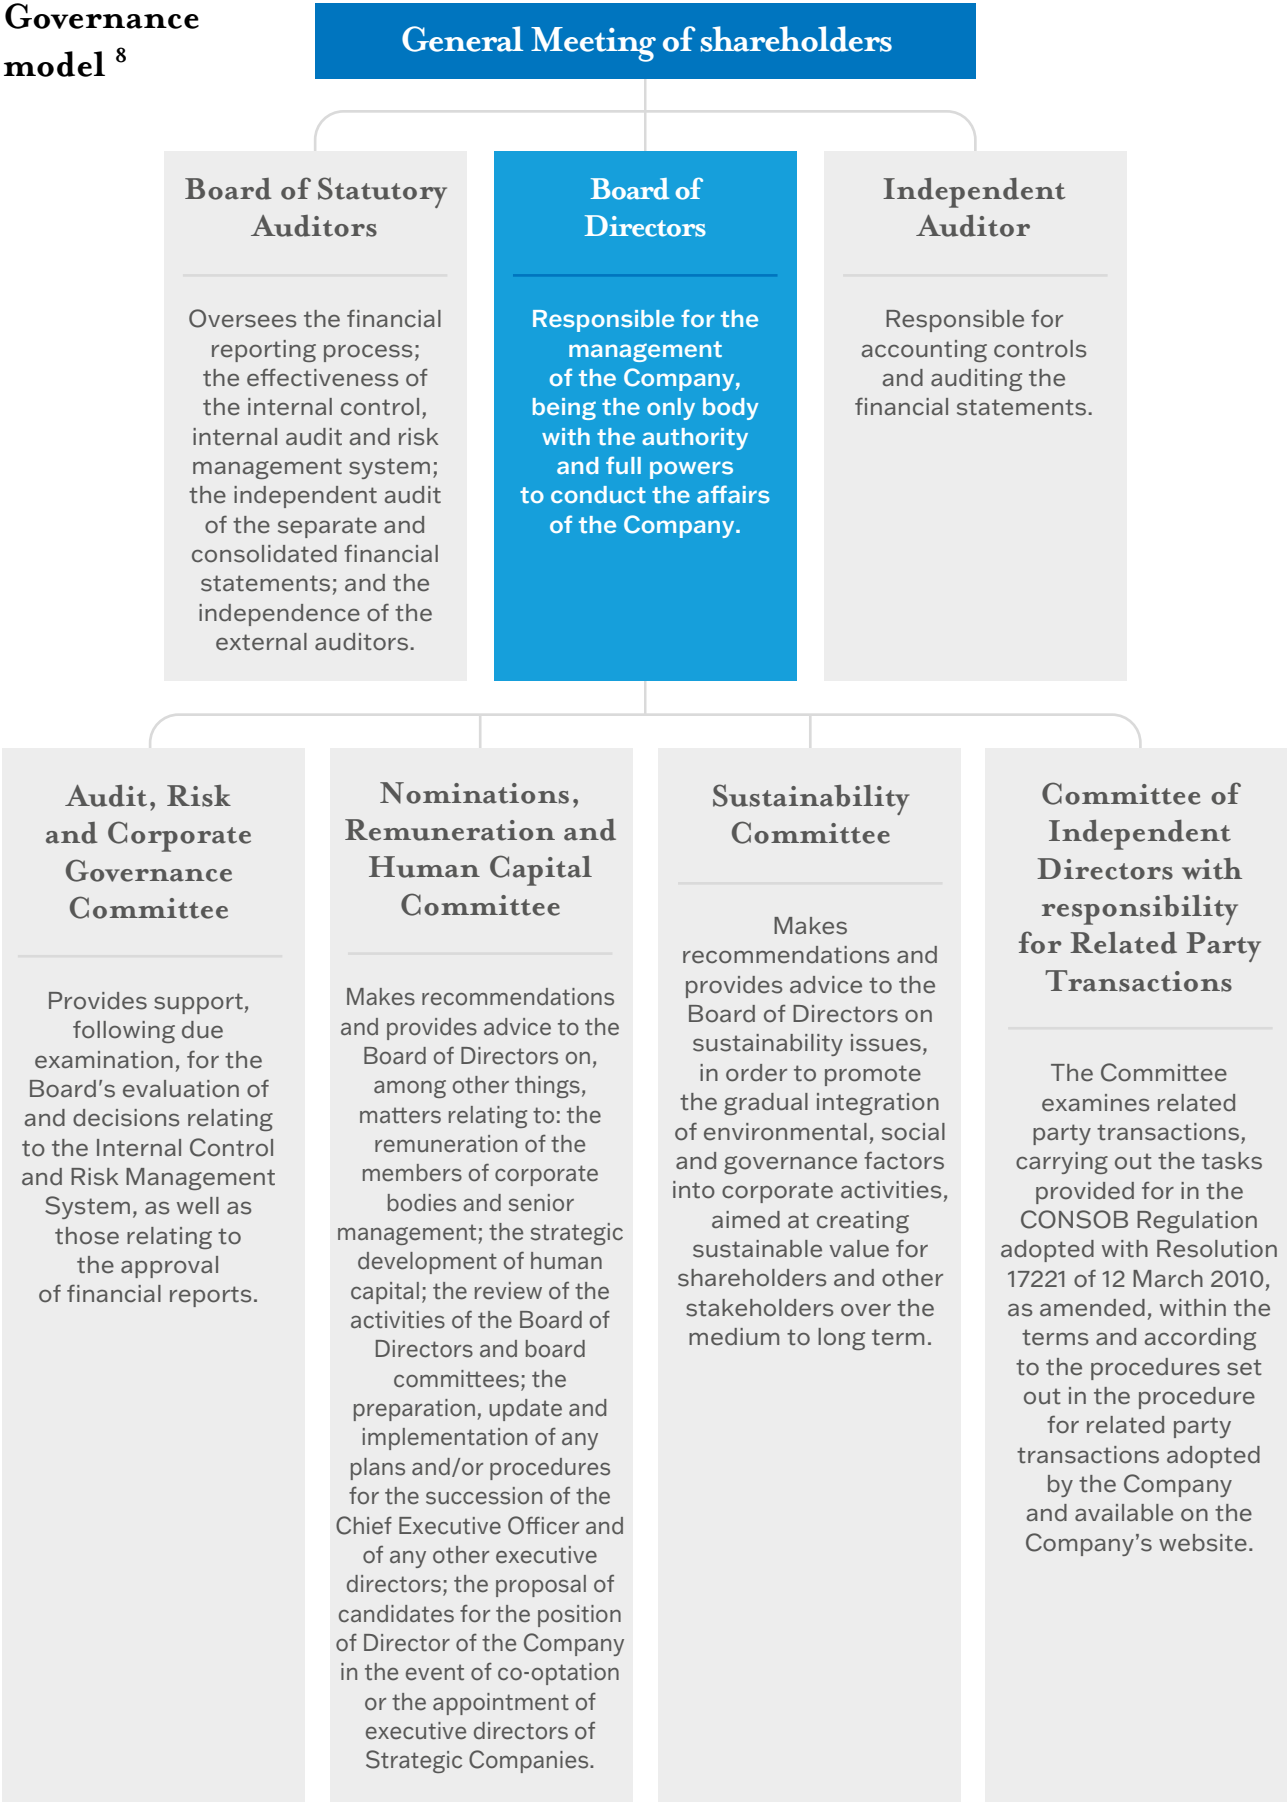 Governance
model 8
General Meeting of shareholders
Board of Statutory
Auditors
Oversees the financial
reporting process;
the effectiveness of
the internal control,
internal audit and risk
management system;
the independent audit
of the separate and
consolidated financial
statements; and the
independence of the
external auditors.
Board of
Directors
Responsible for the
management
of the Company,
being the only body
with the authority
and full powers
to conduct the affairs
of the Company.
Independent
Auditor
Responsible for
accounting controls
and auditing the
financial statements.
Audit, Risk
and Corporate
Governance
Committee
Provides support,
following due
examination, for the
Board's evaluation of
and decisions relating
to the Internal Control
and Risk Management
System, as well as
those relating to
the approval
of financial reports.
Nominations,
Remuneration and
Human Capital
Committee
Makes recommendations
and provides advice to the
Board of Directors on,
among other things,
matters relating to: the
remuneration of the
members of corporate
bodies and senior
management; the strategic
development of human
capital; the review of the
activities of the Board of
Directors and board
committees; the
preparation, update and
implementation of any
plans and/or procedures
for the succession of the
Chief Executive Officer and
of any other executive
directors; the proposal of
candidates for the position
of Director of the Company
in the event of co-optation
or the appointment of
executive directors of
Strategic Companies.
Sustainability
Committee
Makes
recommendations and
provides advice to the
Board of Directors on
sustainability issues,
in order to promote
the gradual integration
of environmental, social
and governance factors
into corporate activities,
aimed at creating
sustainable value for
shareholders and other
stakeholders over the
medium to long term.
Committee of
Independent
Directors with
responsibility
for Related Party
Transactions
The Committee
examines related
party transactions,
carrying out the tasks
provided for in the
CONSOB Regulation
adopted with Resolution
17221 of 12 March 2010,
as amended, within the
terms and according
to the procedures set
out in the procedure
for related party
transactions adopted
by the Company
and available on the
Company’s website.